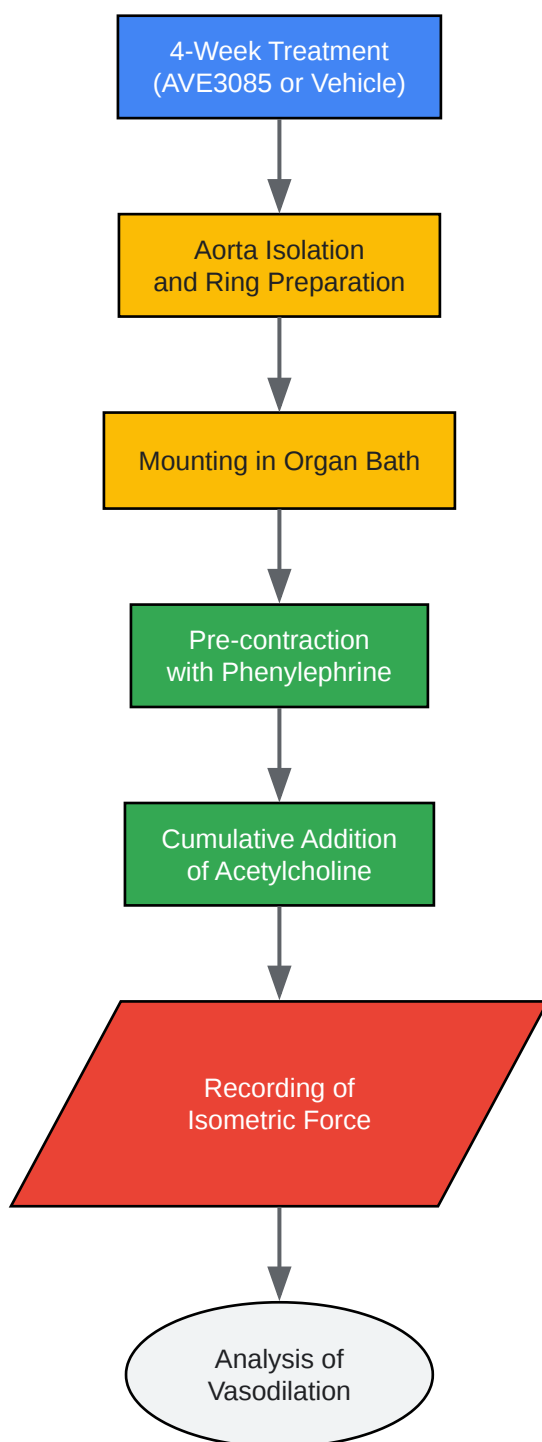 4-Week Treatment
(AVE3085 or Vehicle)
Aorta Isolation
and Ring Preparation
Mounting in Organ Bath
Pre-contraction
with Phenylephrine
Cumulative Addition
of Acetylcholine
Recording of
Isometric Force
Analysis of
Vasodilation